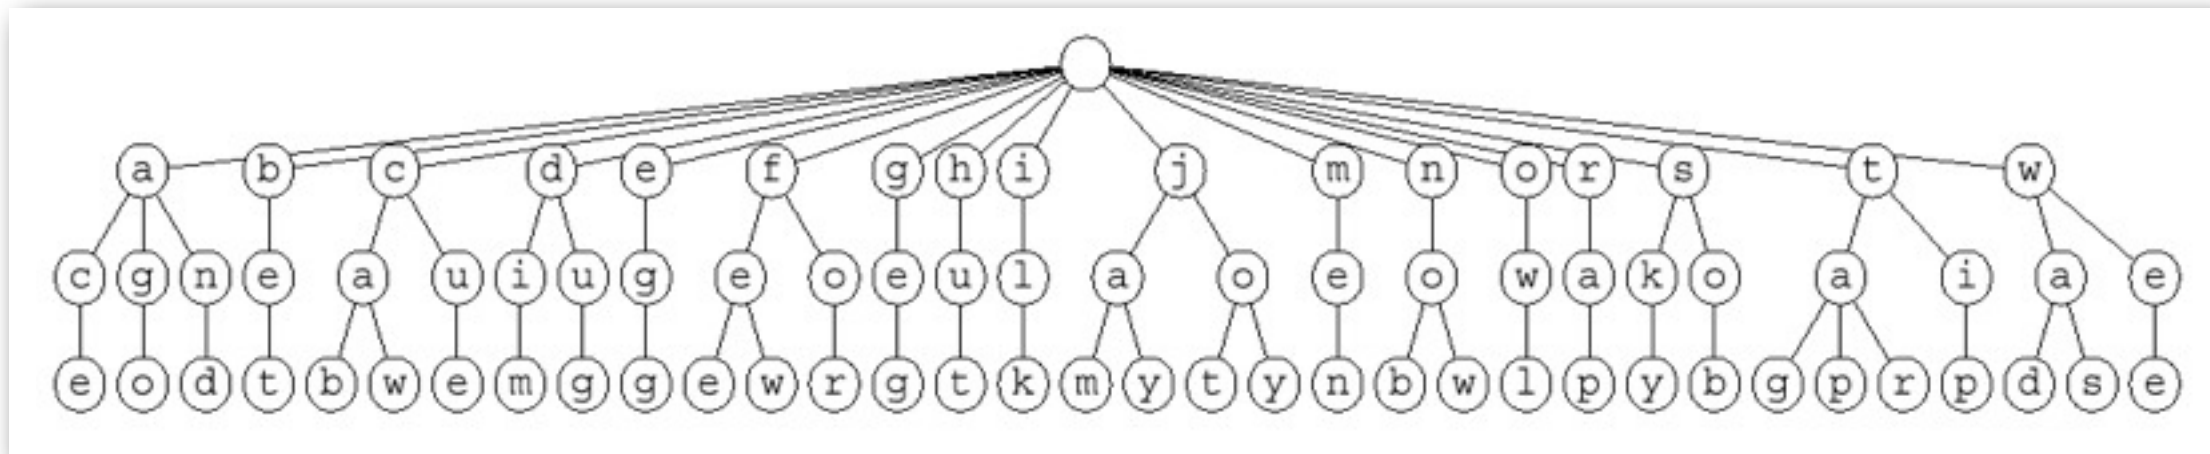 a b c d e f g h i j m n o r s t w
c g n e a u i u g e o e u l a o e o w a k o a i a e
e o d t b w e m g g e w r g t k m y t y n b w l p y b g p r p d s e